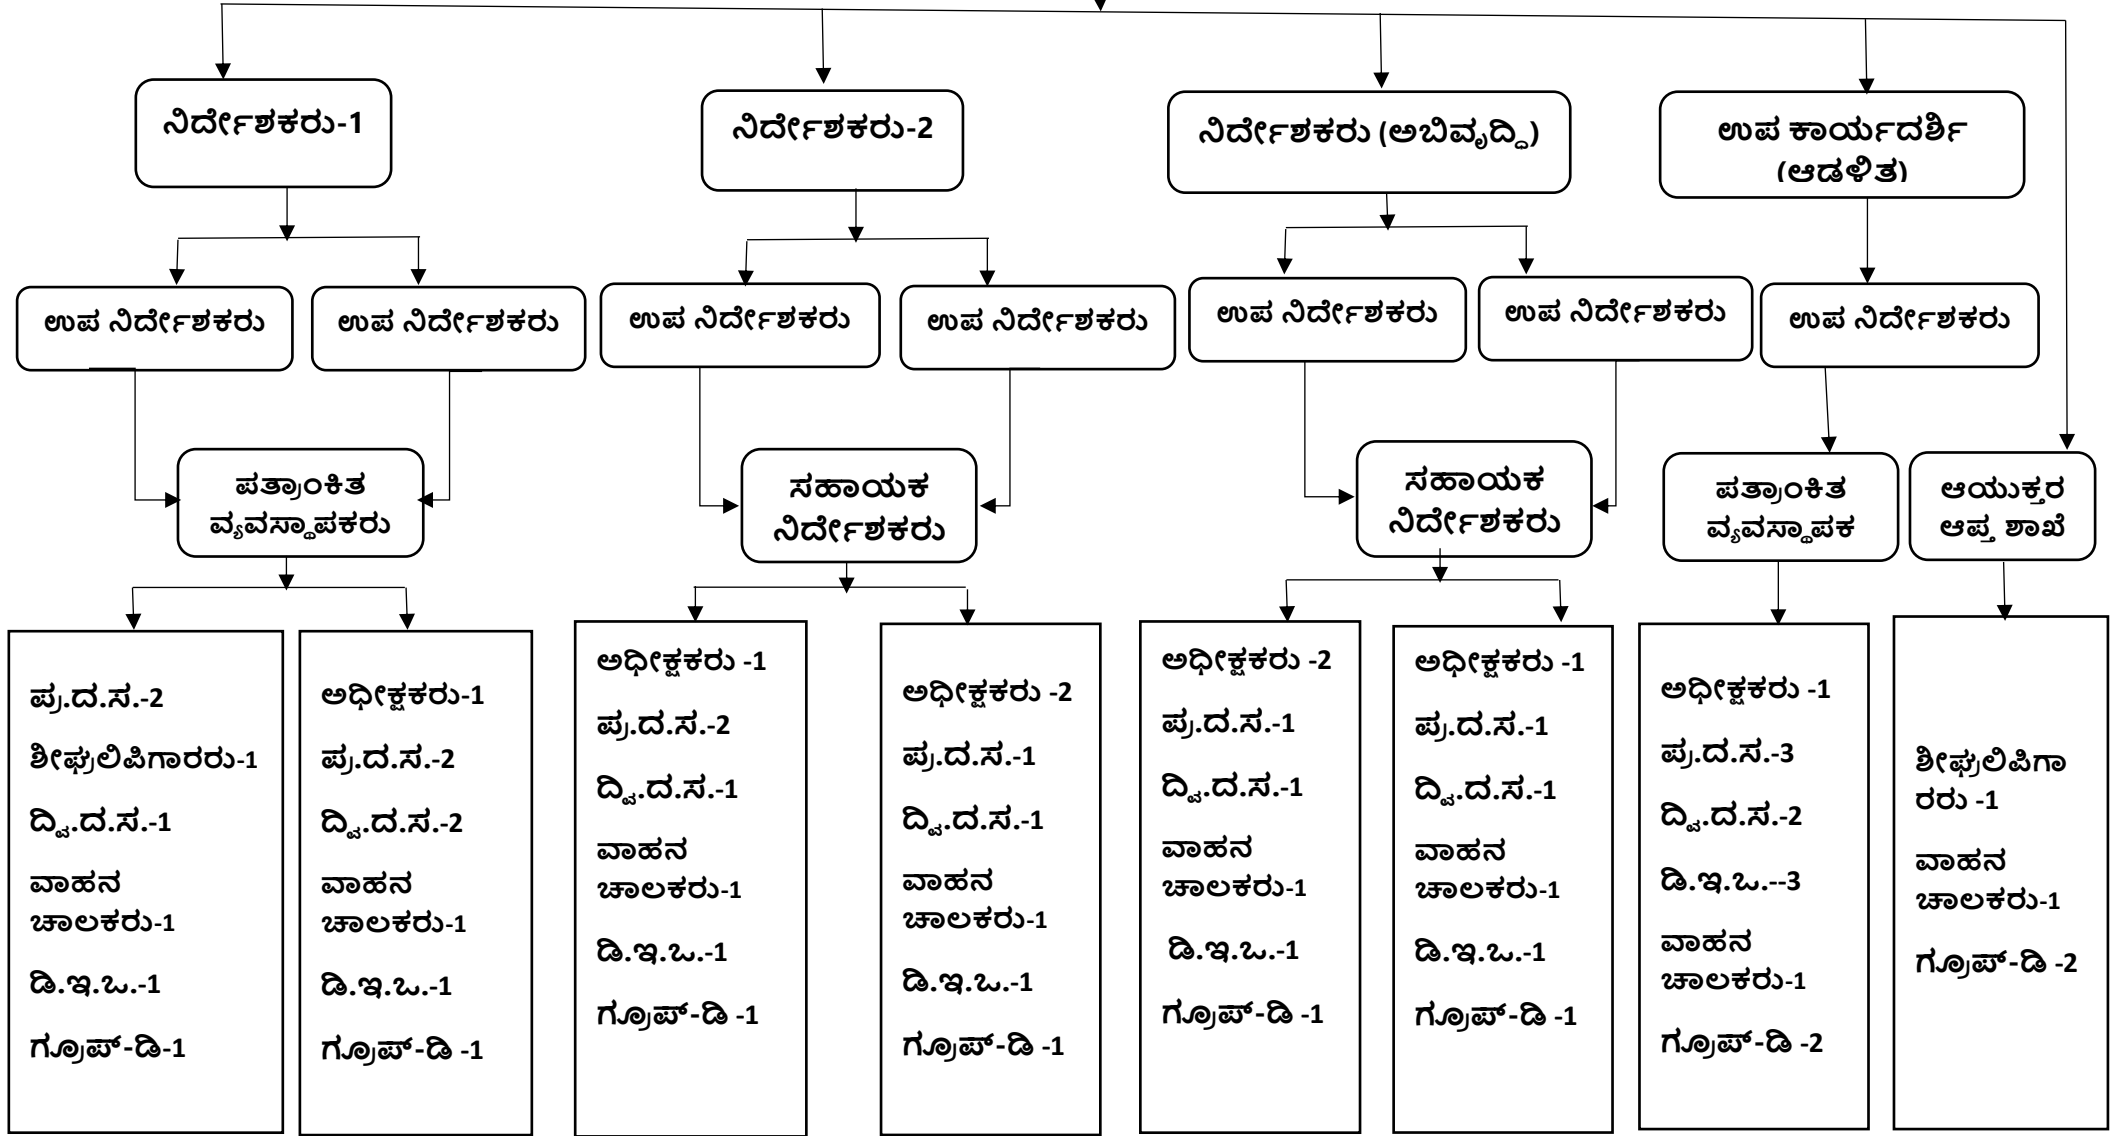 ನಿರ್ದೇಶಕರು-1
ನಿರ್ದೇಶಕರು-2
ನಿರ್ದೇಶಕರು (ಅಬಿವೃದ್ಧಿ)
ಉಪ ಕಾರ್ಯದರ್ಶಿ
(ಆಡಳಿತ)
ಉಪ ನಿರ್ದೇಶಕರು
ಉಪ ನಿರ್ದೇಶಕರು
ಉಪ ನಿರ್ದೇಶಕರು
ಉಪ ನಿರ್ದೇಶಕರು
ಉಪ ನಿರ್ದೇಶಕರು
ಉಪ ನಿರ್ದೇಶಕರು
ಉಪ ನಿರ್ದೇಶಕರು
ಪತ್ರಾಂಕಿತ
ವ್ಯವಸ್ಥಾಪಕರು
ಸಹಾಯಕ
ನಿರ್ದೇಶಕರು
ಸಹಾಯಕ
ನಿರ್ದೇಶಕರು
ಪತ್ರಾಂಕಿತ
ವ್ಯವಸ್ಥಾಪಕ
ಆಯುಕ್ತರ
ಆಪ್ತ ಶಾಖೆ
ಪ್ರ.ದ.ಸ.-2
ಶೀಘ್ರಲಿಪಿಗಾರರು-1
ದ್ವಿ.ದ.ಸ.-1
ವಾಹನ
ಚಾಲಕರು-1
ಡಿ.ಇ.ಒ.-1
ಗ್ರೂಪ್-ಡಿ-1
ಅಧೀಕ್ಷಕರು-1
ಪ್ರ.ದ.ಸ.-2
ದ್ವಿ.ದ.ಸ.-2
ವಾಹನ
ಚಾಲಕರು-1
ಡಿ.ಇ.ಒ.-1
ಗ್ರೂಪ್-ಡಿ -1
ಅಧೀಕ್ಷಕರು -1
ಪ್ರ.ದ.ಸ.-2
ದ್ವಿ.ದ.ಸ.-1
ವಾಹನ
ಚಾಲಕರು-1
ಡಿ.ಇ.ಒ.-1
ಗ್ರೂಪ್-ಡಿ -1
ಅಧೀಕ್ಷಕರು -2
ಪ್ರ.ದ.ಸ.-1
ದ್ವಿ.ದ.ಸ.-1
ವಾಹನ
ಚಾಲಕರು-1
ಡಿ.ಇ.ಒ.-1
ಗ್ರೂಪ್-ಡಿ -1
ಅಧೀಕ್ಷಕರು -2
ಪ್ರ.ದ.ಸ.-1
ದ್ವಿ.ದ.ಸ.-1
ವಾಹನ
ಚಾಲಕರು-1
ಡಿ.ಇ.ಒ.-1
ಗ್ರೂಪ್-ಡಿ -1
ಅಧೀಕ್ಷಕರು -1
ಪ್ರ.ದ.ಸ.-1
ದ್ವಿ.ದ.ಸ.-1
ವಾಹನ
ಚಾಲಕರು-1
ಡಿ.ಇ.ಒ.-1
ಗ್ರೂಪ್-ಡಿ -1
ಅಧೀಕ್ಷಕರು -1
ಪ್ರ.ದ.ಸ.-3
ದ್ವಿ.ದ.ಸ.-2
ಡಿ.ಇ.ಒ.--3
ವಾಹನ
ಚಾಲಕರು-1
ಗ್ರೂಪ್-ಡಿ -2
ಶೀಘ್ರಲಿಪಿಗಾ
ರರು -1
ವಾಹನ
ಚಾಲಕರು-1
ಗ್ರೂಪ್-ಡಿ -2